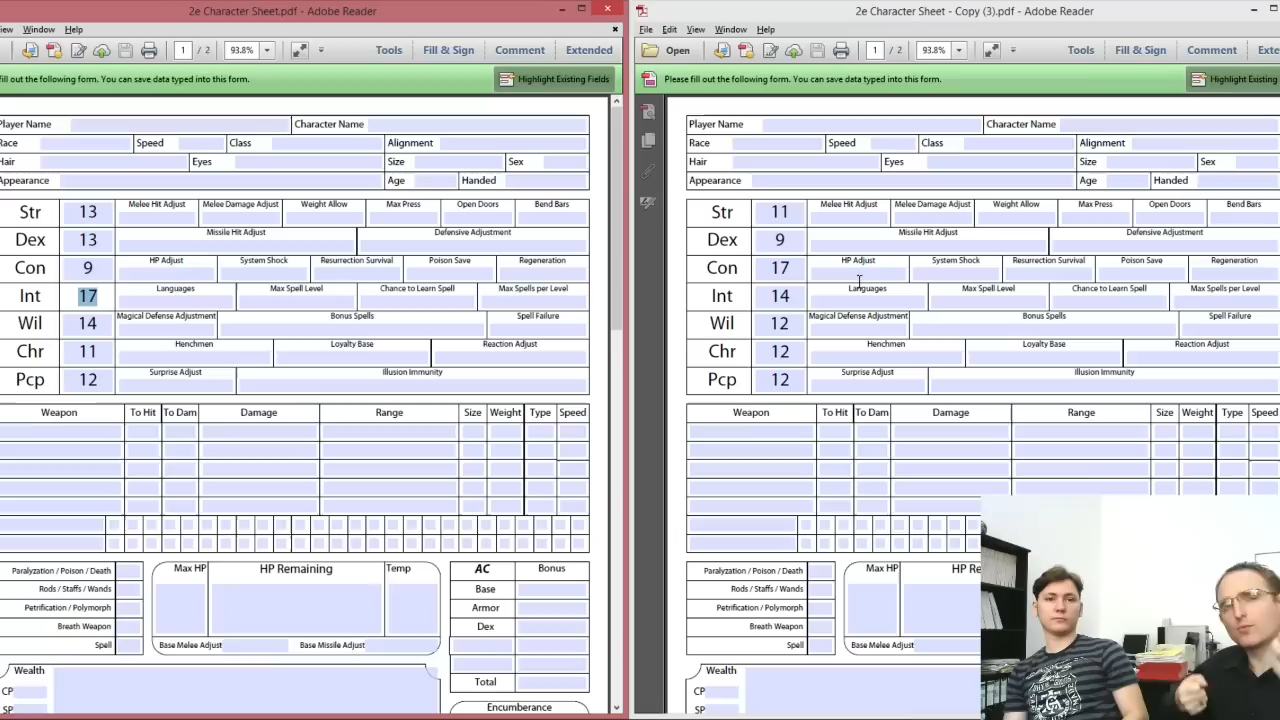 2e Character Sheet.pdf - Adobe Reader
iew Window Help
1 / 2 93.8% Tools Fill & Sign Comment Extended
fill out the following form. You can save data typed into this form. Highlight Existing Fields
Player Name Character Name
Race Speed Class Alignment
Hair Eyes Size Sex
Appearance Age Handed
Str 13 Melee Hit Adjust Melee Damage Adjust Weight Allow Max Press Open Doors Bend Bars
Dex 13 Missile Hit Adjust Defensive Adjustment
Con 9 HP Adjust System Shock Resurrection Survival Poison Save Regeneration
Int 17 Languages Max Spell Level Chance to Learn Spell Max Spells per Level
Wil 14 Magical Defense Adjustment Bonus Spells Spell Failure
Chr 11 Henchmen Loyalty Base Reaction Adjust
Pcp 12 Surprise Adjust Illusion Immunity
Weapon To Hit To Dam Damage Range Size Weight Type Speed
Paralyzation / Poison / Death Max HP HP Remaining Temp AC Bonus
Rods / Staffs / Wands Base
Petrification / Polymorph Armor
Breath Weapon Dex
Spell Base Melee Adjust Base Missile Adjust
Wealth Total
CP
SP Encumberance
2e Character Sheet - Copy (3).pdf - Adobe Reader
File Edit View Window Help
Open 1 / 2 93.8% Tools Fill & Sign Comment Exte
Please fill out the following form. You can save data typed into this form. Highlight Existing
Player Name Character Name
Race Speed Class Alignment
Hair Eyes Size Sex
Appearance Age Handed
Str 11 Melee Hit Adjust Melee Damage Adjust Weight Allow Max Press Open Doors Bend Bars
Dex 9 Missile Hit Adjust Defensive Adjustment
Con 17 HP Adjust System Shock Resurrection Survival Poison Save Regeneration
Int 14 Languages Max Spell Level Chance to Learn Spell Max Spells per Level
Wil 12 Magical Defense Adjustment Bonus Spells Spell Failure
Chr 12 Henchmen Loyalty Base Reaction Adjust
Pcp 12 Surprise Adjust Illusion Immunity
Weapon To Hit To Dam Damage Range Size Weight Type Speed
Paralyzation / Poison / Death Max HP HP Re
Rods / Staffs / Wands
Petrification / Polymorph
Breath Weapon
Spell Base Melee Adjust
Wealth
CP
SP